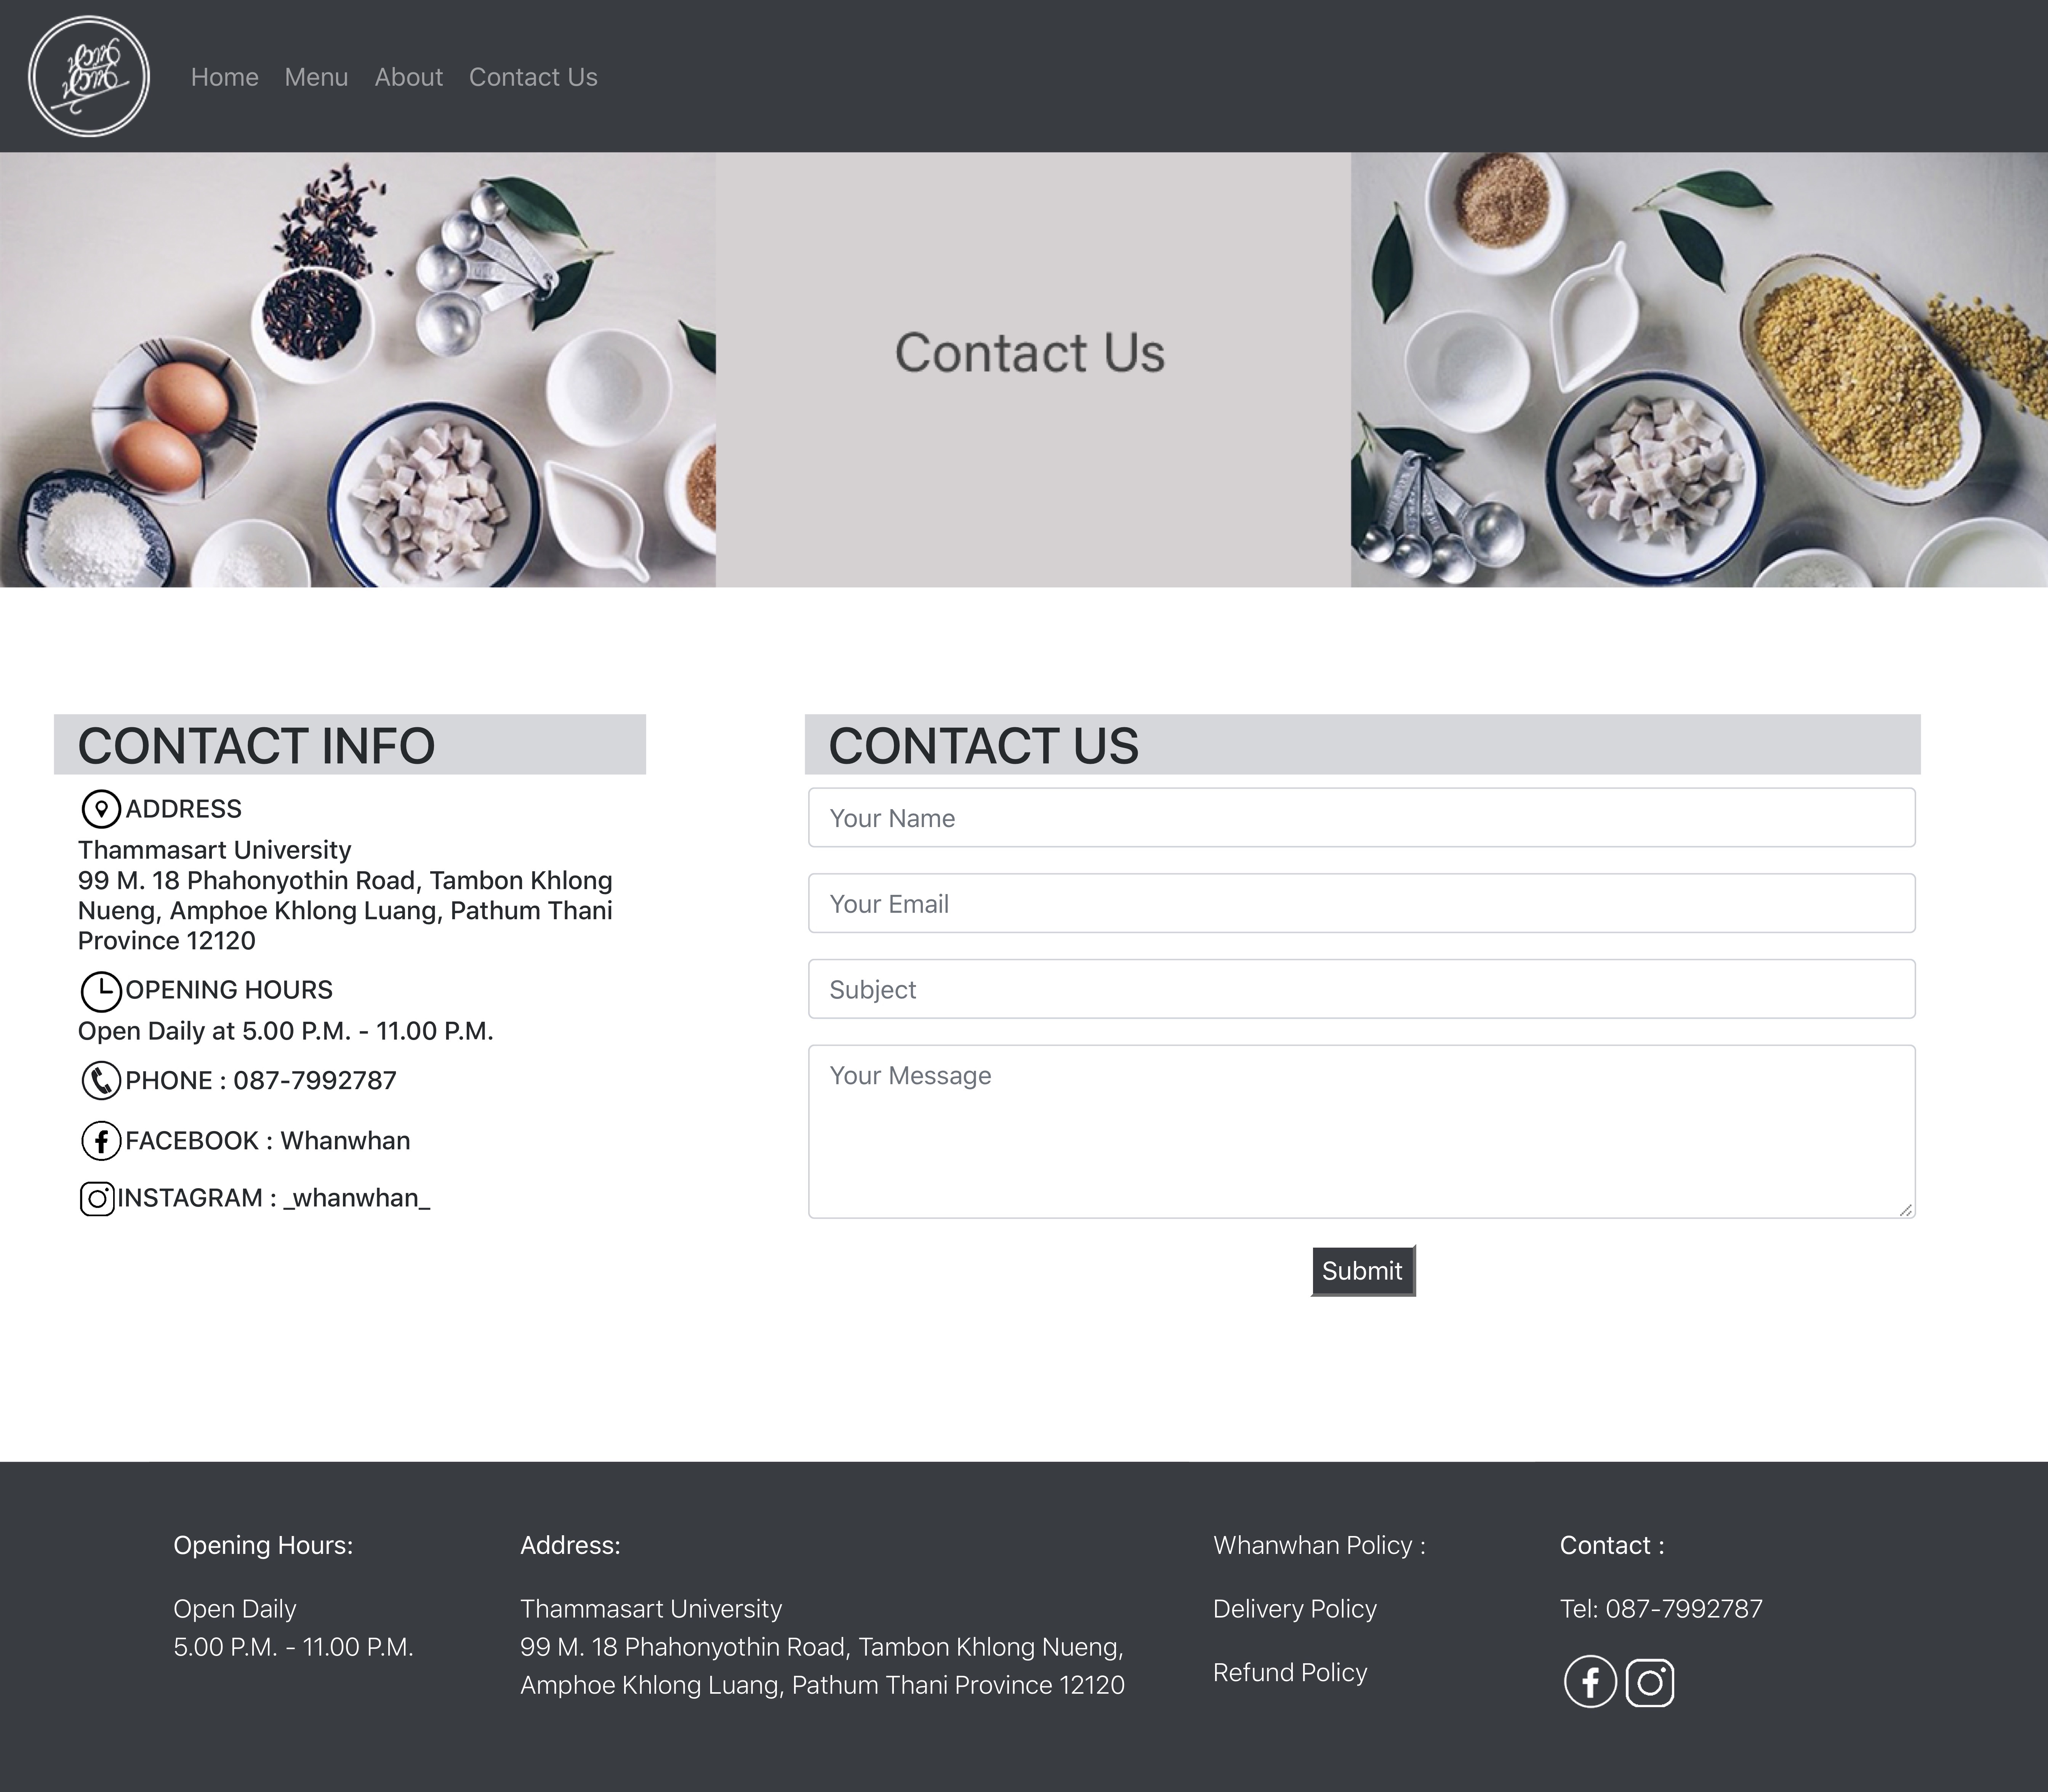 Home Menu About Contact Us
Contact Us
CONTACT INFO
ADDRESS
Thammasart University
99 M. 18 Phahonyothin Road, Tambon Khlong
Nueng, Amphoe Khlong Luang, Pathum Thani
Province 12120
OPENING HOURS
Open Daily at 5.00 P.M. - 11.00 P.M.
PHONE : 087-7992787
FACEBOOK : Whanwhan
INSTAGRAM : _whanwhan_
CONTACT US
Your Name
Your Email
Subject
Your Message
Submit
Opening Hours:
Open Daily
5.00 P.M. - 11.00 P.M.
Address:
Thammasart University
99 M. 18 Phahonyothin Road, Tambon Khlong Nueng,
Amphoe Khlong Luang, Pathum Thani Province 12120
Whanwhan Policy :
Delivery Policy
Refund Policy
Contact :
Tel: 087-7992787